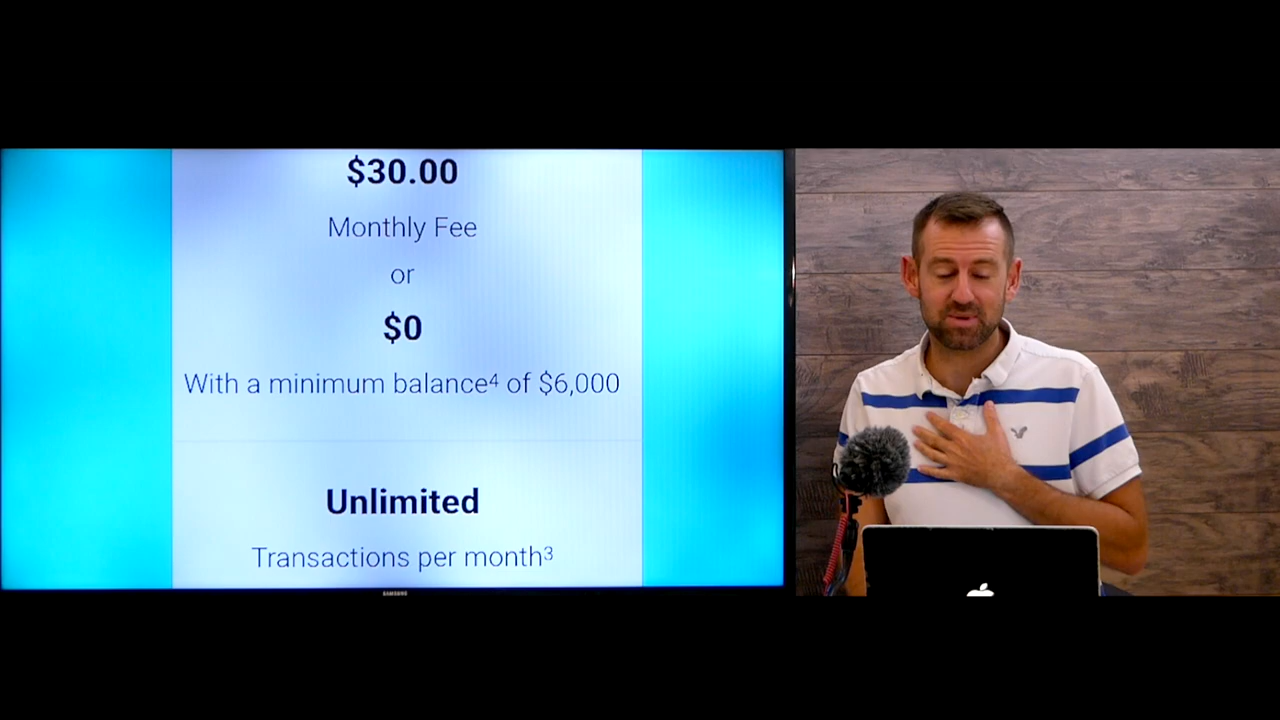 $30.00
Monthly Fee
or
$0
With a minimum balance⁴ of $6,000
Unlimited
Transactions per month³
SAMSUNG